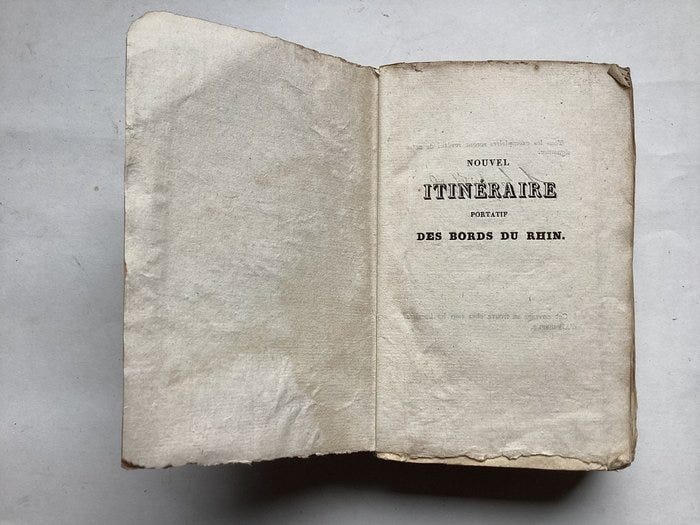 NOUVEL
ITINÉRAIRE
PORTATIF
DES BORDS DU RHIN.